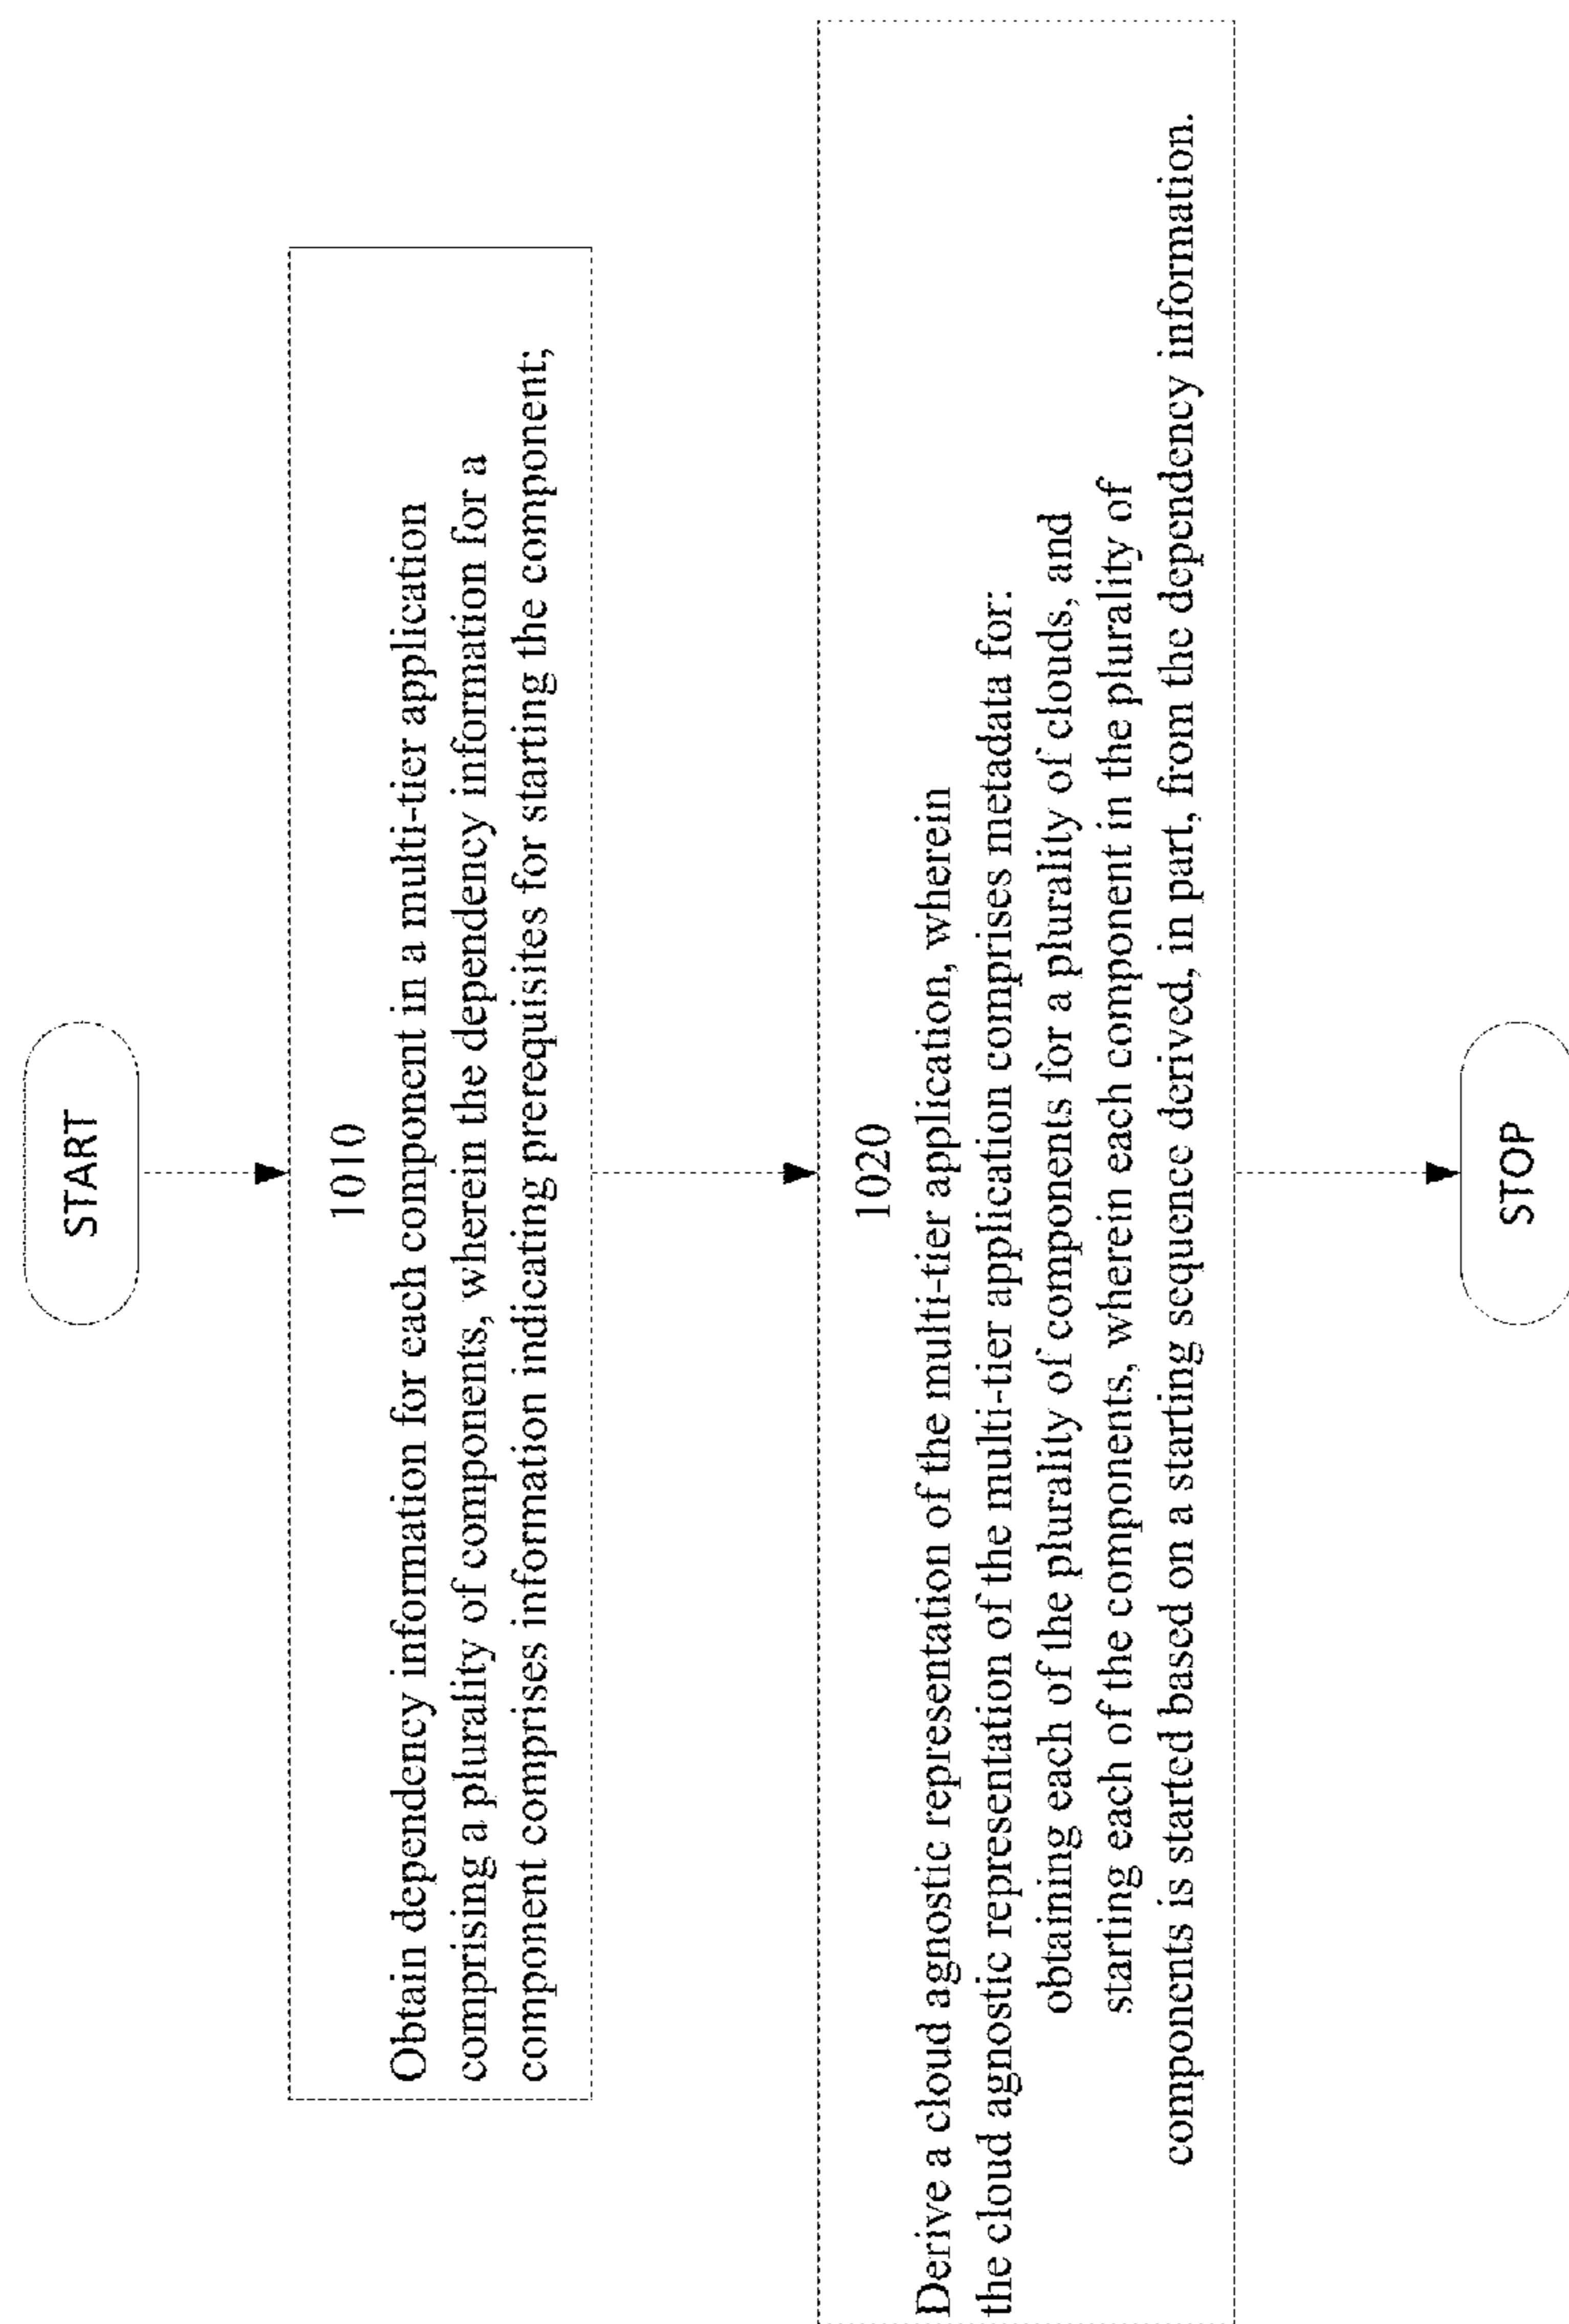 START
1010
Obtain dependency information for each component in a multi-tier application
comprising a plurality of components, wherein the dependency information for a
component comprises information indicating prerequisites for starting the component;
1020
Derive a cloud agnostic representation of the multi-tier application, wherein
the cloud agnostic representation of the multi-tier application comprises metadata for:
obtaining each of the plurality of components for a plurality of clouds, and
starting each of the components, wherein each component in the plurality of
components is started based on a starting sequence derived, in part, from the dependency information.
STOP